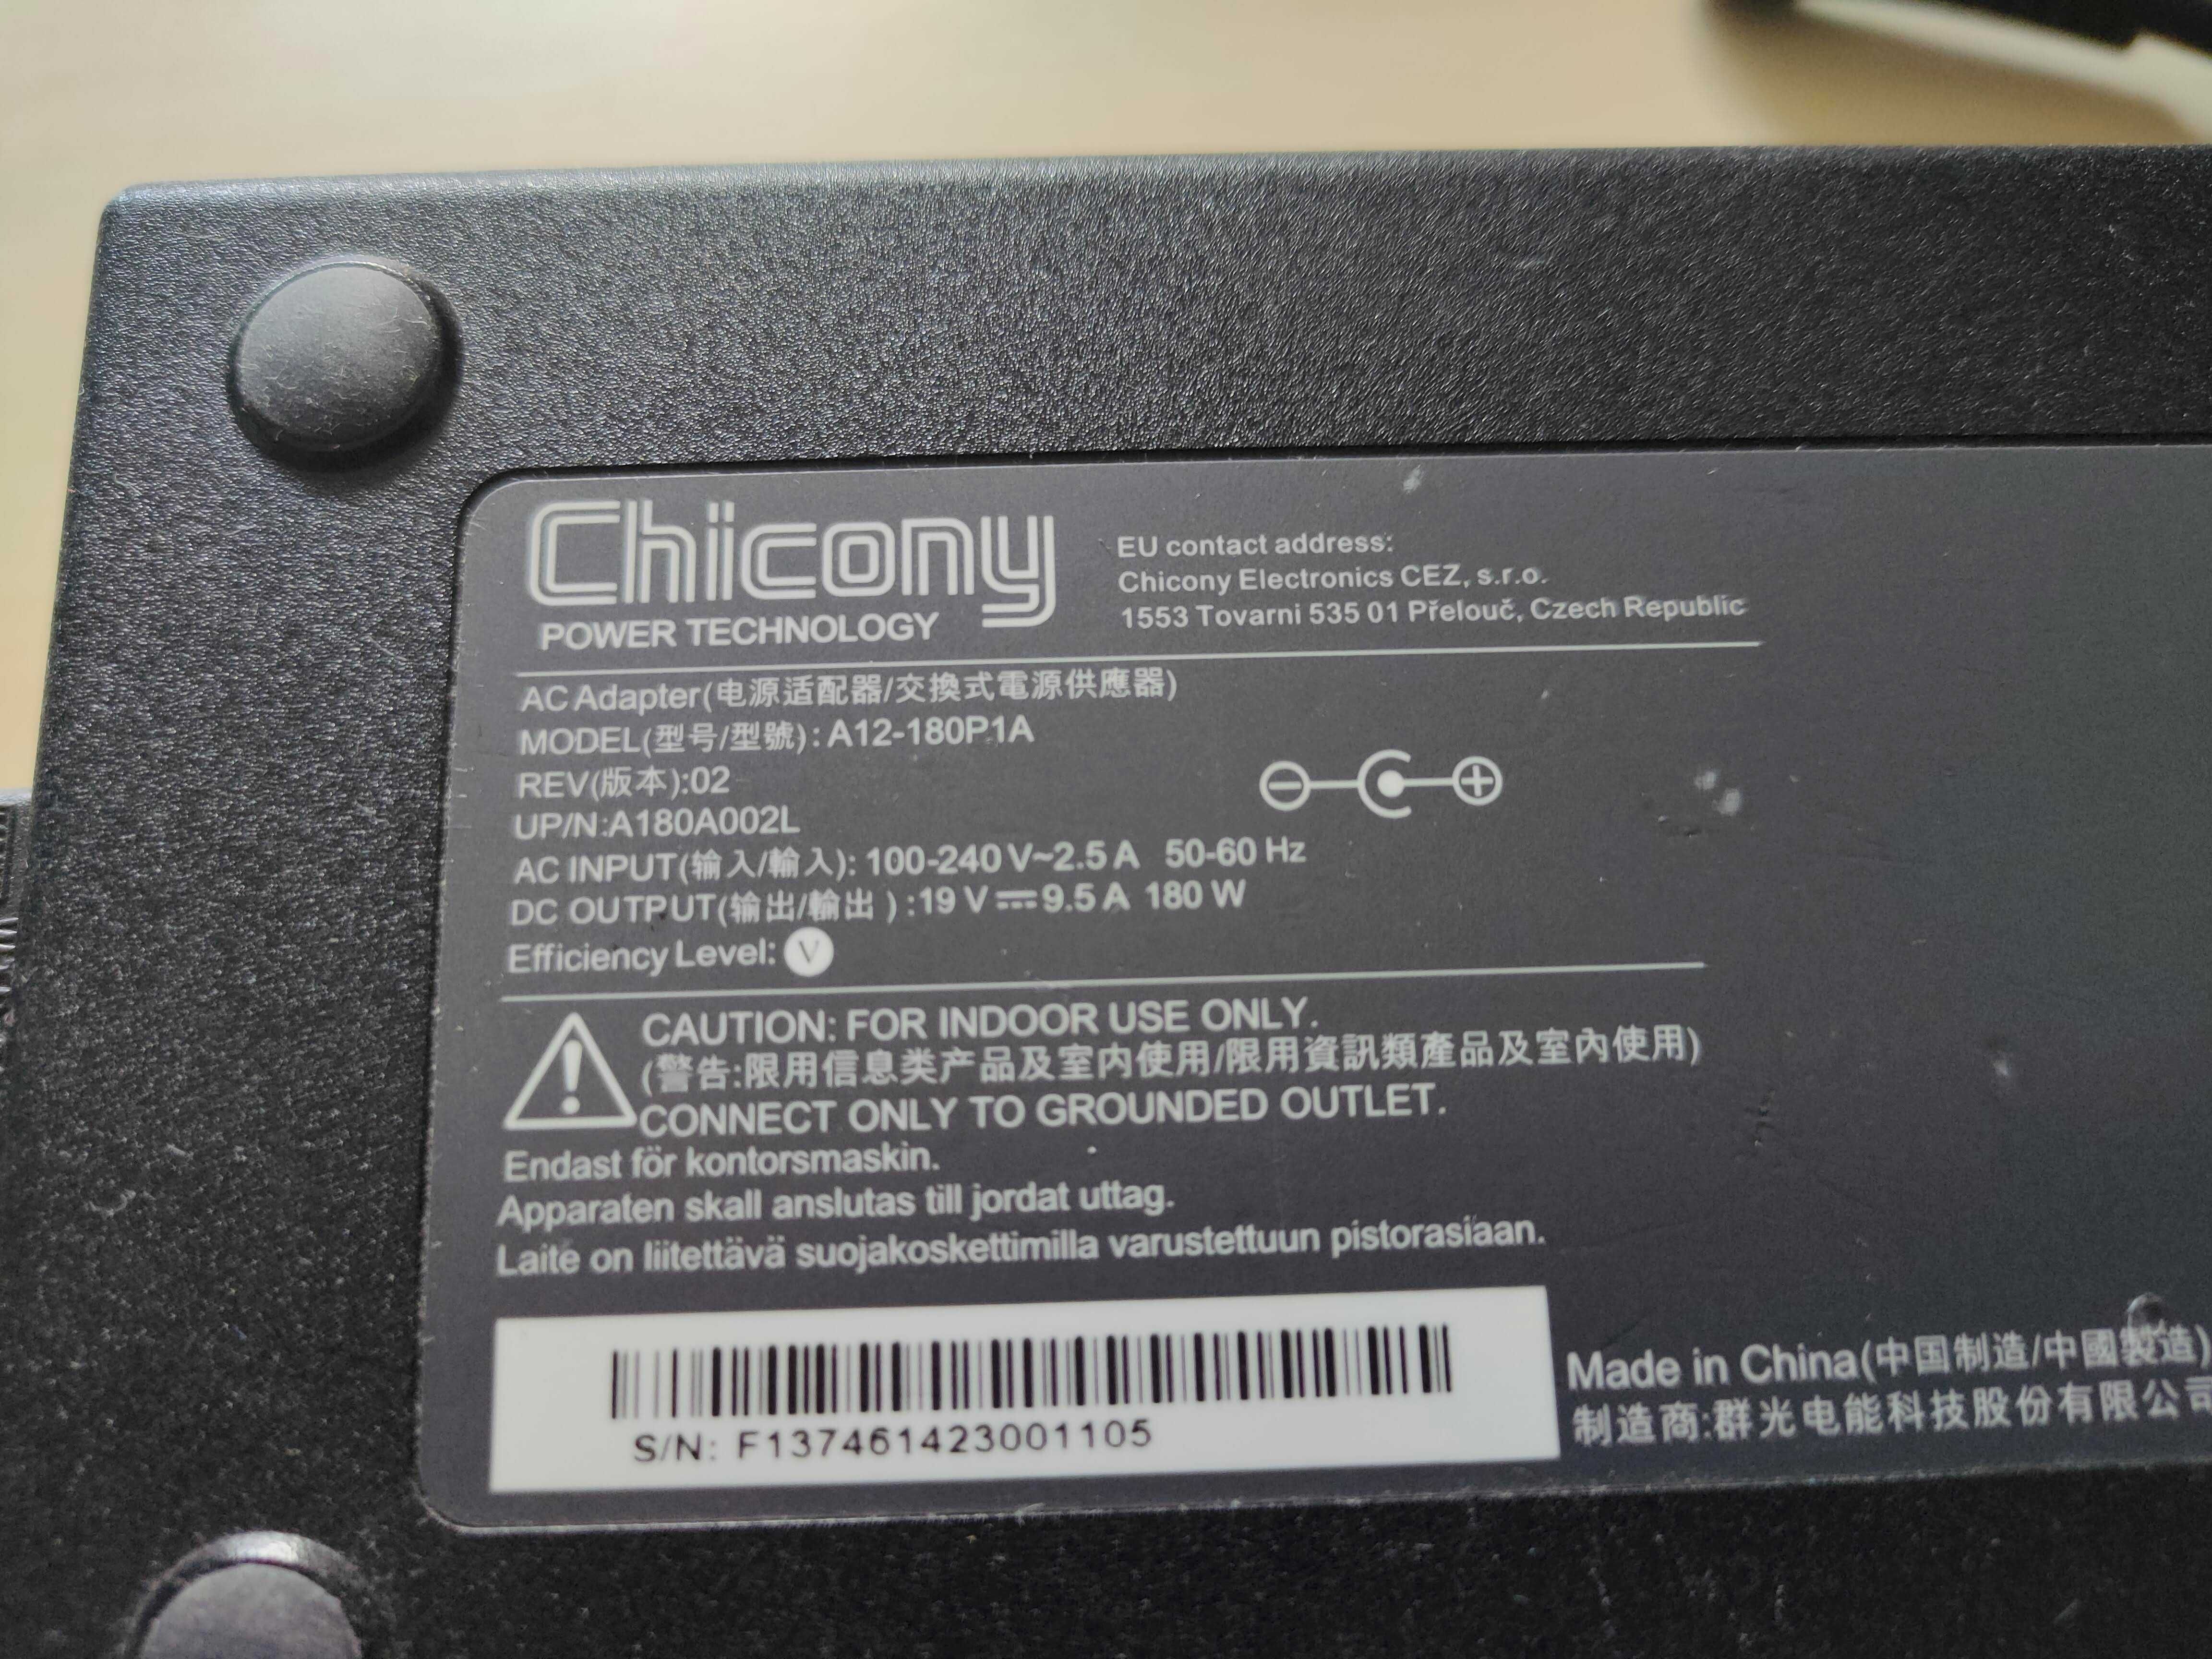 Chicony
POWER TECHNOLOGY
EU contact address:
Chicony Electronics CEZ, s.r.o.
1553 Tovarni 535 01 Přelouč, Czech Republic
AC Adapter(电源适配器/交換式電源供應器)
MODEL(型号/型號):A12-180P1A
REV(版本):02
UP/N:A180A002L
AC INPUT(输入/輸入): 100-240 V~2.5 A 50-60 Hz
DC OUTPUT(输出/輸出 ):19 V⎓9.5 A 180 W
Efficiency Level: V
CAUTION: FOR INDOOR USE ONLY.
(警告:限用信息类产品及室内使用/限用資訊類產品及室內使用)
CONNECT ONLY TO GROUNDED OUTLET.
Endast för kontorsmaskin.
Apparaten skall anslutas till jordat uttag.
Laite on liitettävä suojakoskettimilla varustettuun pistorasiaan.
S/N: F137461423001105
Made in China(中国制造/中國製造)
制造商:群光电能科技股份有限公司